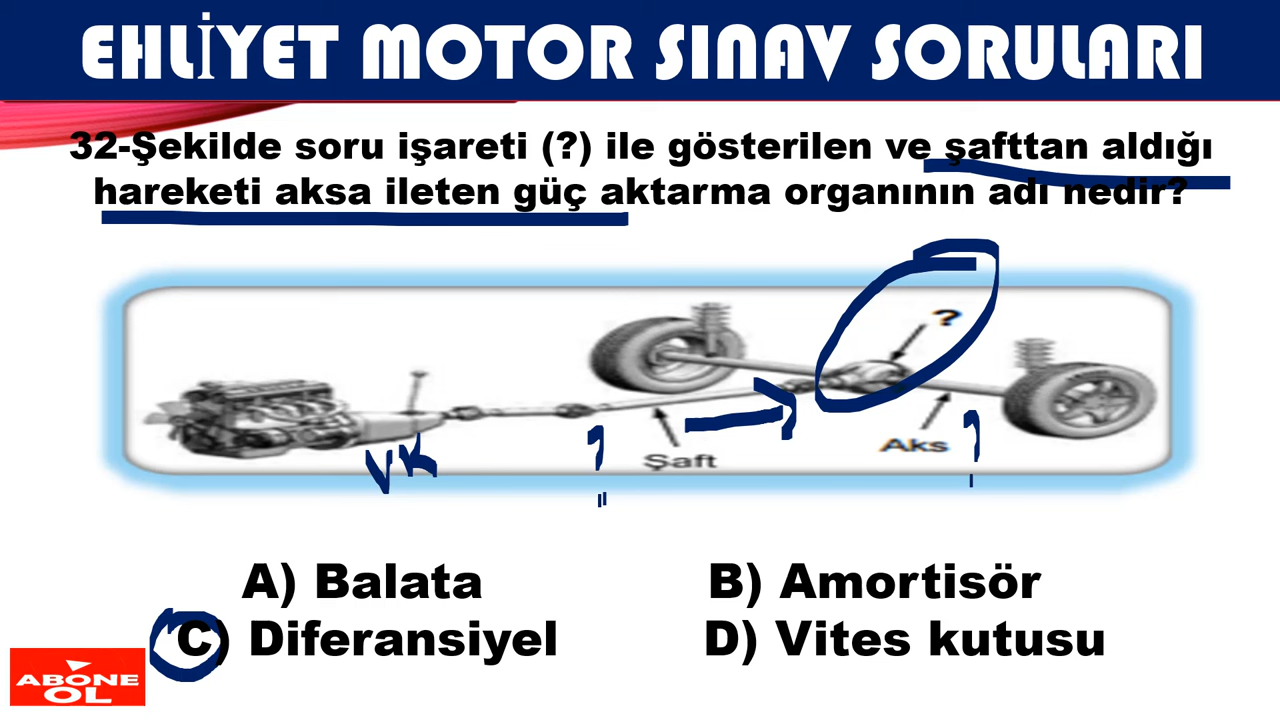 EHLİYET MOTOR SINAV SORULARI
32-Şekilde soru işareti (?) ile gösterilen ve şafttan aldığı
hareketi aksa ileten güç aktarma organının adı nedir?
?
Aks
Şaft
VK
?
?
A) Balata
B) Amortisör
C) Diferansiyel
D) Vites kutusu
ABONE
OL